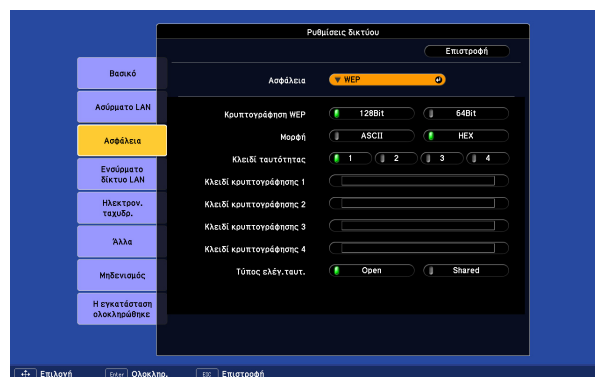 Ρυθμίσεις δικτύου
Επιστροφή
Βασικό
Ασύρματο LAN
Ασφάλεια
Ενσύρματο
δίκτυο LAN
Ηλεκτρον.
ταχυδρ.
Άλλα
Μηδενισμός
Η εγκατάσταση
ολοκληρώθηκε
Ασφάλεια WEP
Κρυπτογράφηση WEP 128Bit 64Bit
Μορφή ASCII HEX
Κλειδί ταυτότητας 1 2 3 4
Κλειδί κρυπτογράφησης 1
Κλειδί κρυπτογράφησης 2
Κλειδί κρυπτογράφησης 3
Κλειδί κρυπτογράφησης 4
Τύπος ελέγ.ταυτ. Open Shared
Επιλογή Enter Ολοκληρ. ESC Επιστροφή